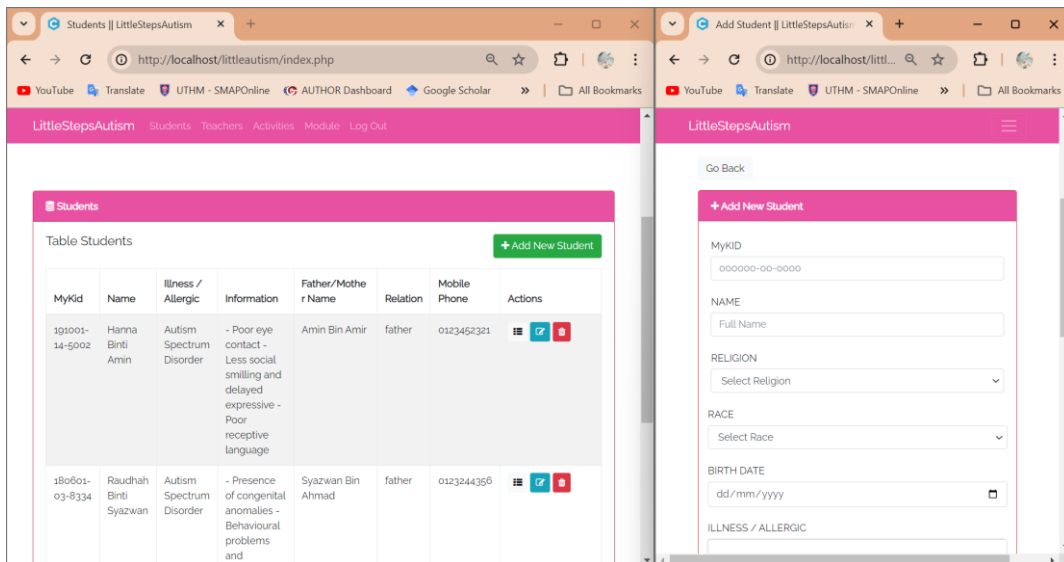 Students || LittleStepsAutism
http://localhost/littleautism/index.php
YouTube Translate UTHM - SMAPOnline AUTHOR Dashboard Google Scholar » All Bookmarks
LittleStepsAutism Students Teachers Activities Module Log Out
Students
Table Students
+ Add New Student
MyKid Name Illness / Allergic Information Father/Mothe r Name Relation Mobile Phone Actions
191001-
14-5002
Hanna
Binti
Amin
Autism
Spectrum
Disorder
- Poor eye
contact -
Less social
smilling and
delayed
expressive -
Poor
receptive
language
Amin Bin Amir
father
0123452321
180601-
03-8334
Raudhah
Binti
Syazwan
Autism
Spectrum
Disorder
- Presence
of congenital
anomalies -
Behavioural
problems
and
Syazwan Bin
Ahmad
father
0123244356
Add Student || LittleStepsAutism
http://localhost/littl...
YouTube Translate UTHM - SMAPOnline » All Bookmarks
LittleStepsAutism
Go Back
+ Add New Student
MyKID
000000-00-0000
NAME
Full Name
RELIGION
Select Religion
RACE
Select Race
BIRTH DATE
dd/mm/yyyy
ILLNESS / ALLERGIC